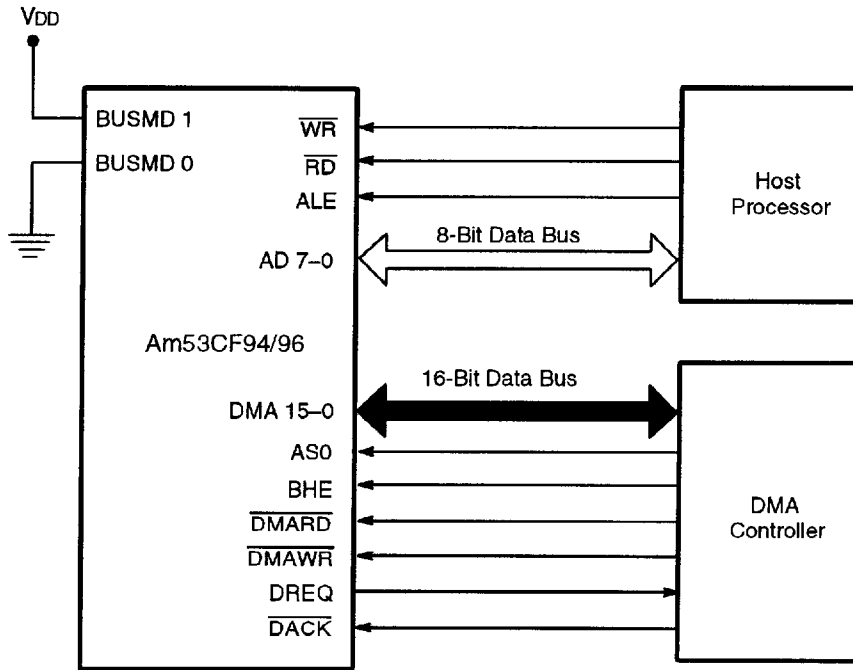 VDD
BUSMD 1
BUSMD 0
WR
RD
ALE
AD 7–0
8-Bit Data Bus
Host
Processor
Am53CF94/96
16-Bit Data Bus
DMA 15–0
AS0
BHE
DMARD
DMAWR
DREQ
DACK
DMA
Controller